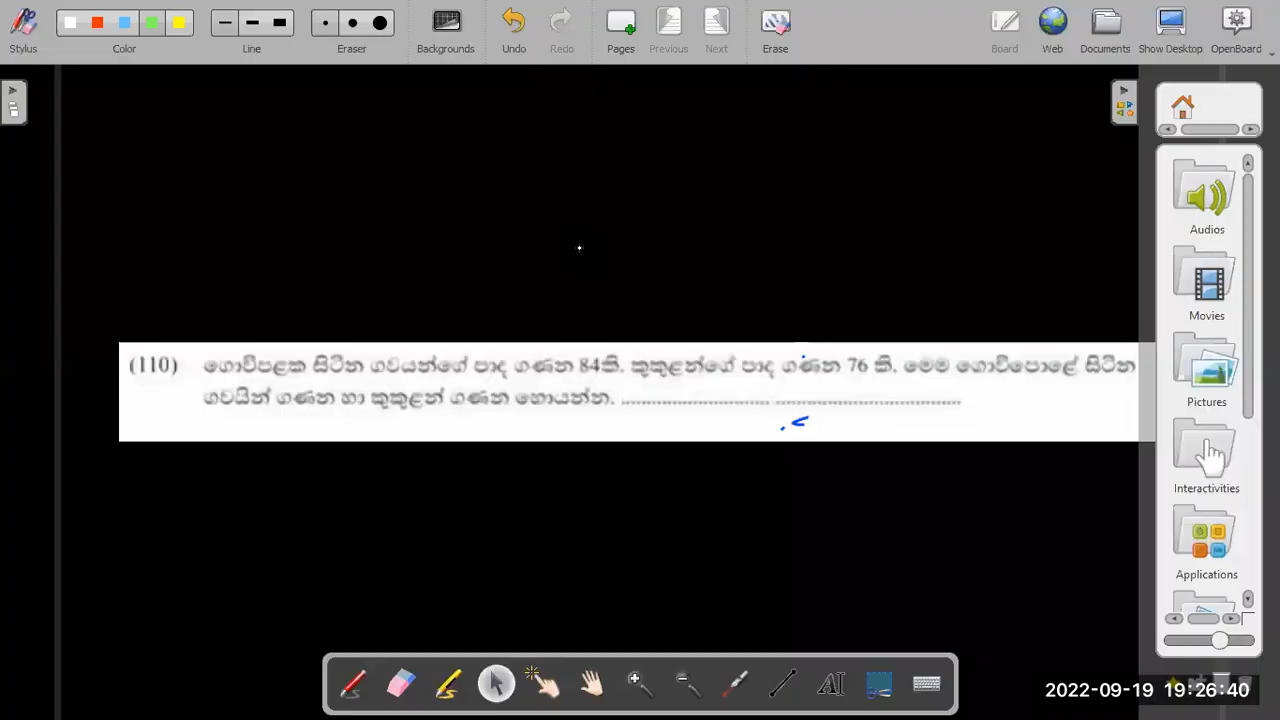 Stylus Color Line Eraser Backgrounds Undo Redo Pages Previous Next Erase Board Web Documents Show Desktop OpenBoard
Audios
Movies
(110) ගොවිපළක සිටින ගවයන්ගේ පාද ගණන 84කි. කුකුළන්ගේ පාද ගණන 76 කි. මෙම ගොවිපොළේ සිටින
ගවයින් ගණන හා කුකුළන් ගණන හොයන්න. ............................ ...................................
Pictures
Interactivities
Applications
2022-09-19 19:26:40